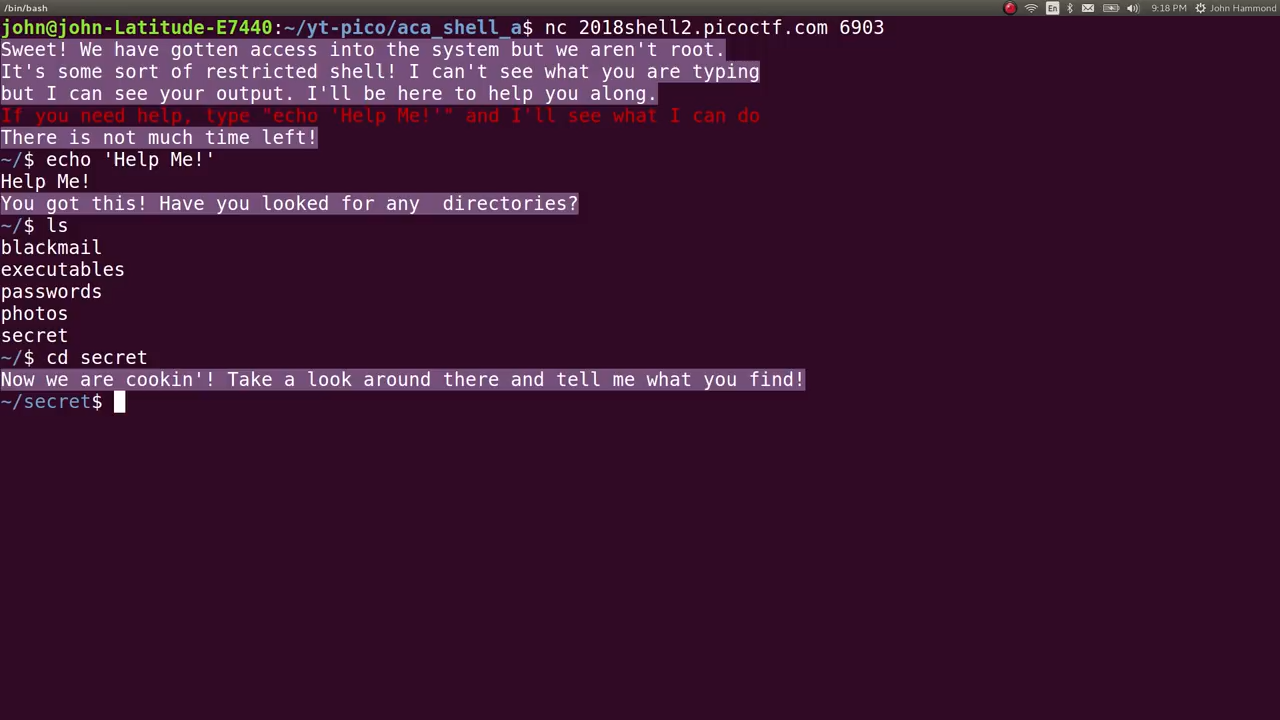 /bin/bash
En
9:18 PM
John Hammond
john@john-Latitude-E7440:~/yt-pico/aca_shell_a$ nc 2018shell2.picoctf.com 6903
Sweet! We have gotten access into the system but we aren't root.
It's some sort of restricted shell! I can't see what you are typing
but I can see your output. I'll be here to help you along.
If you need help, type "echo 'Help Me!'" and I'll see what I can do
There is not much time left!
~/$ echo 'Help Me!'
Help Me!
You got this! Have you looked for any  directories?
~/$ ls
blackmail
executables
passwords
photos
secret
~/$ cd secret
Now we are cookin'! Take a look around there and tell me what you find!
~/secret$